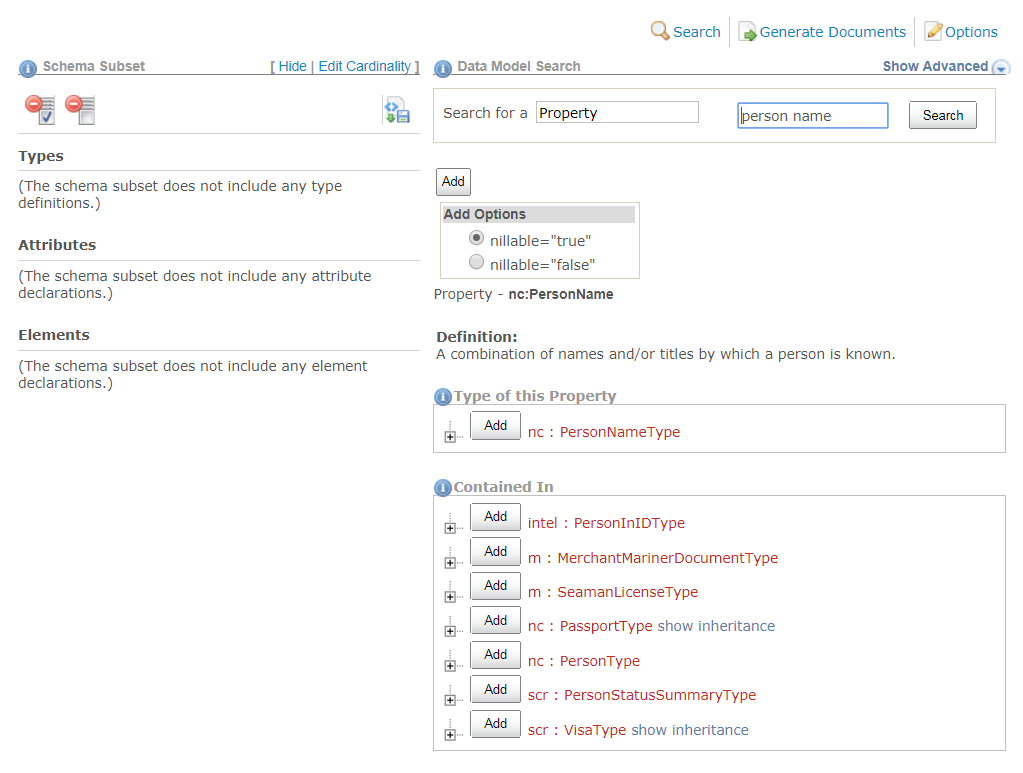 Search
Generate Documents
Options
Schema Subset
[ Hide | Edit Cardinality ]
Types
(The schema subset does not include any type
definitions.)
Attributes
(The schema subset does not include any attribute
declarations.)
Elements
(The schema subset does not include any element
declarations.)
Data Model Search
Show Advanced
Search for a Property person name Search
Add
Add Options
nillable="true"
nillable="false"
Property - nc:PersonName
Definition:
A combination of names and/or titles by which a person is known.
Type of this Property
Add nc : PersonNameType
Contained In
Add intel : PersonInIDType
Add m : MerchantMarinerDocumentType
Add m : SeamanLicenseType
Add nc : PassportType show inheritance
Add nc : PersonType
Add scr : PersonStatusSummaryType
Add scr : VisaType show inheritance